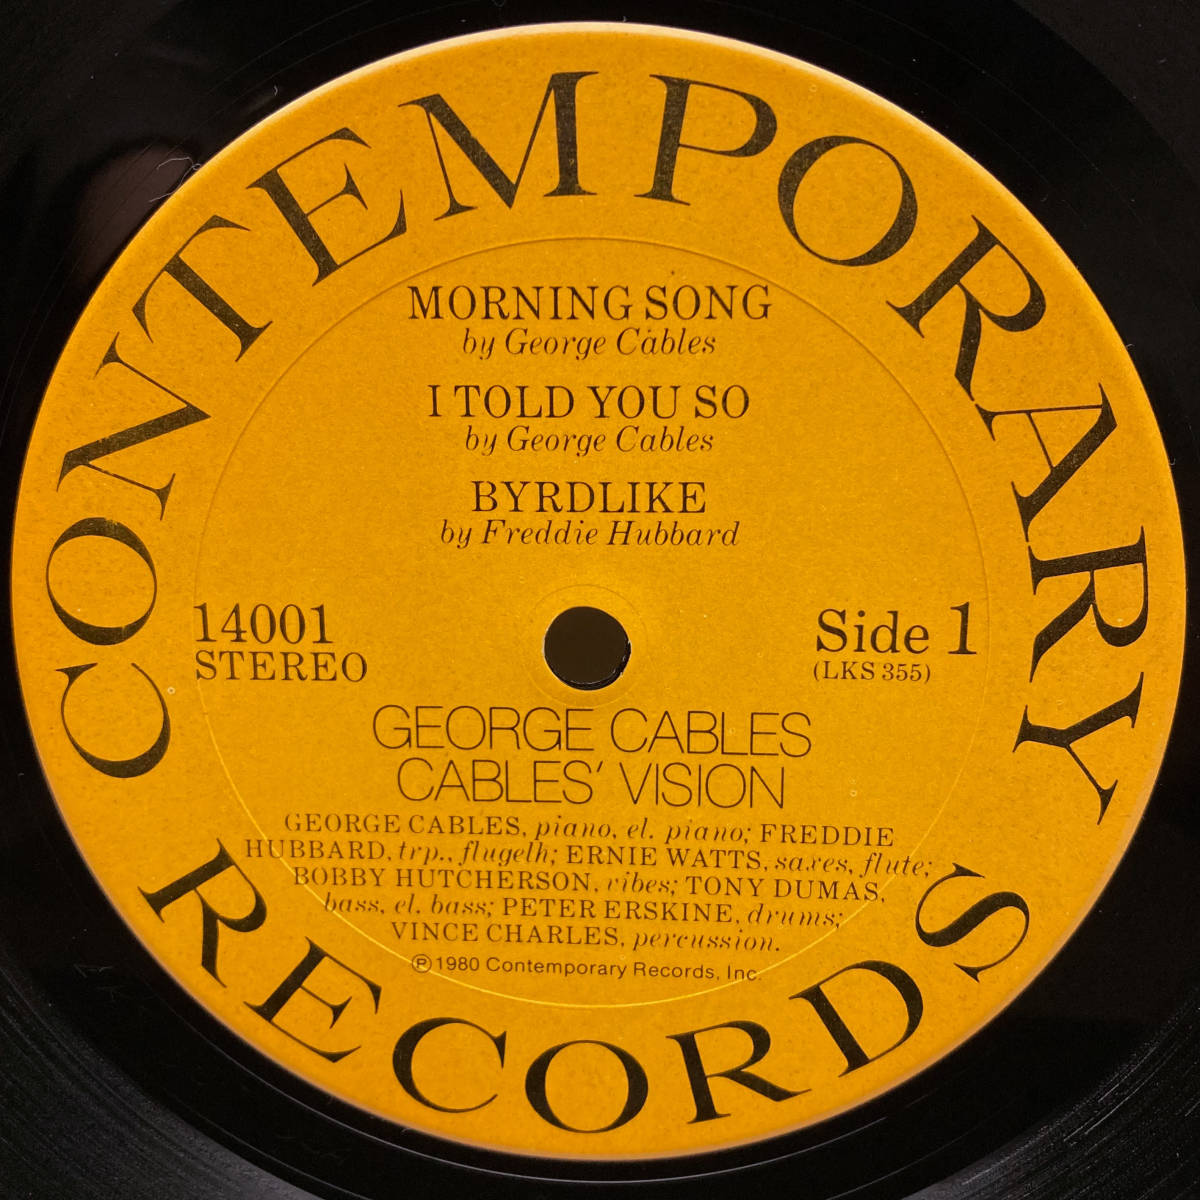 CONTEMPORARY
MORNING SONG
by George Cables
I TOLD YOU SO
by George Cables
BYRDLIKE
by Freddie Hubbard
14001
STEREO
Side 1
(LKS 355)
GEORGE CABLES
CABLES' VISION
GEORGE CABLES, piano, el. piano; FREDDIE
HUBBARD, trp., flugelh; ERNIE WATTS, saxes, flute;
BOBBY HUTCHERSON, vibes; TONY DUMAS,
bass, el. bass; PETER ERSKINE, drums;
VINCE CHARLES, percussion.
℗ 1980 Contemporary Records, Inc.
RECORDS